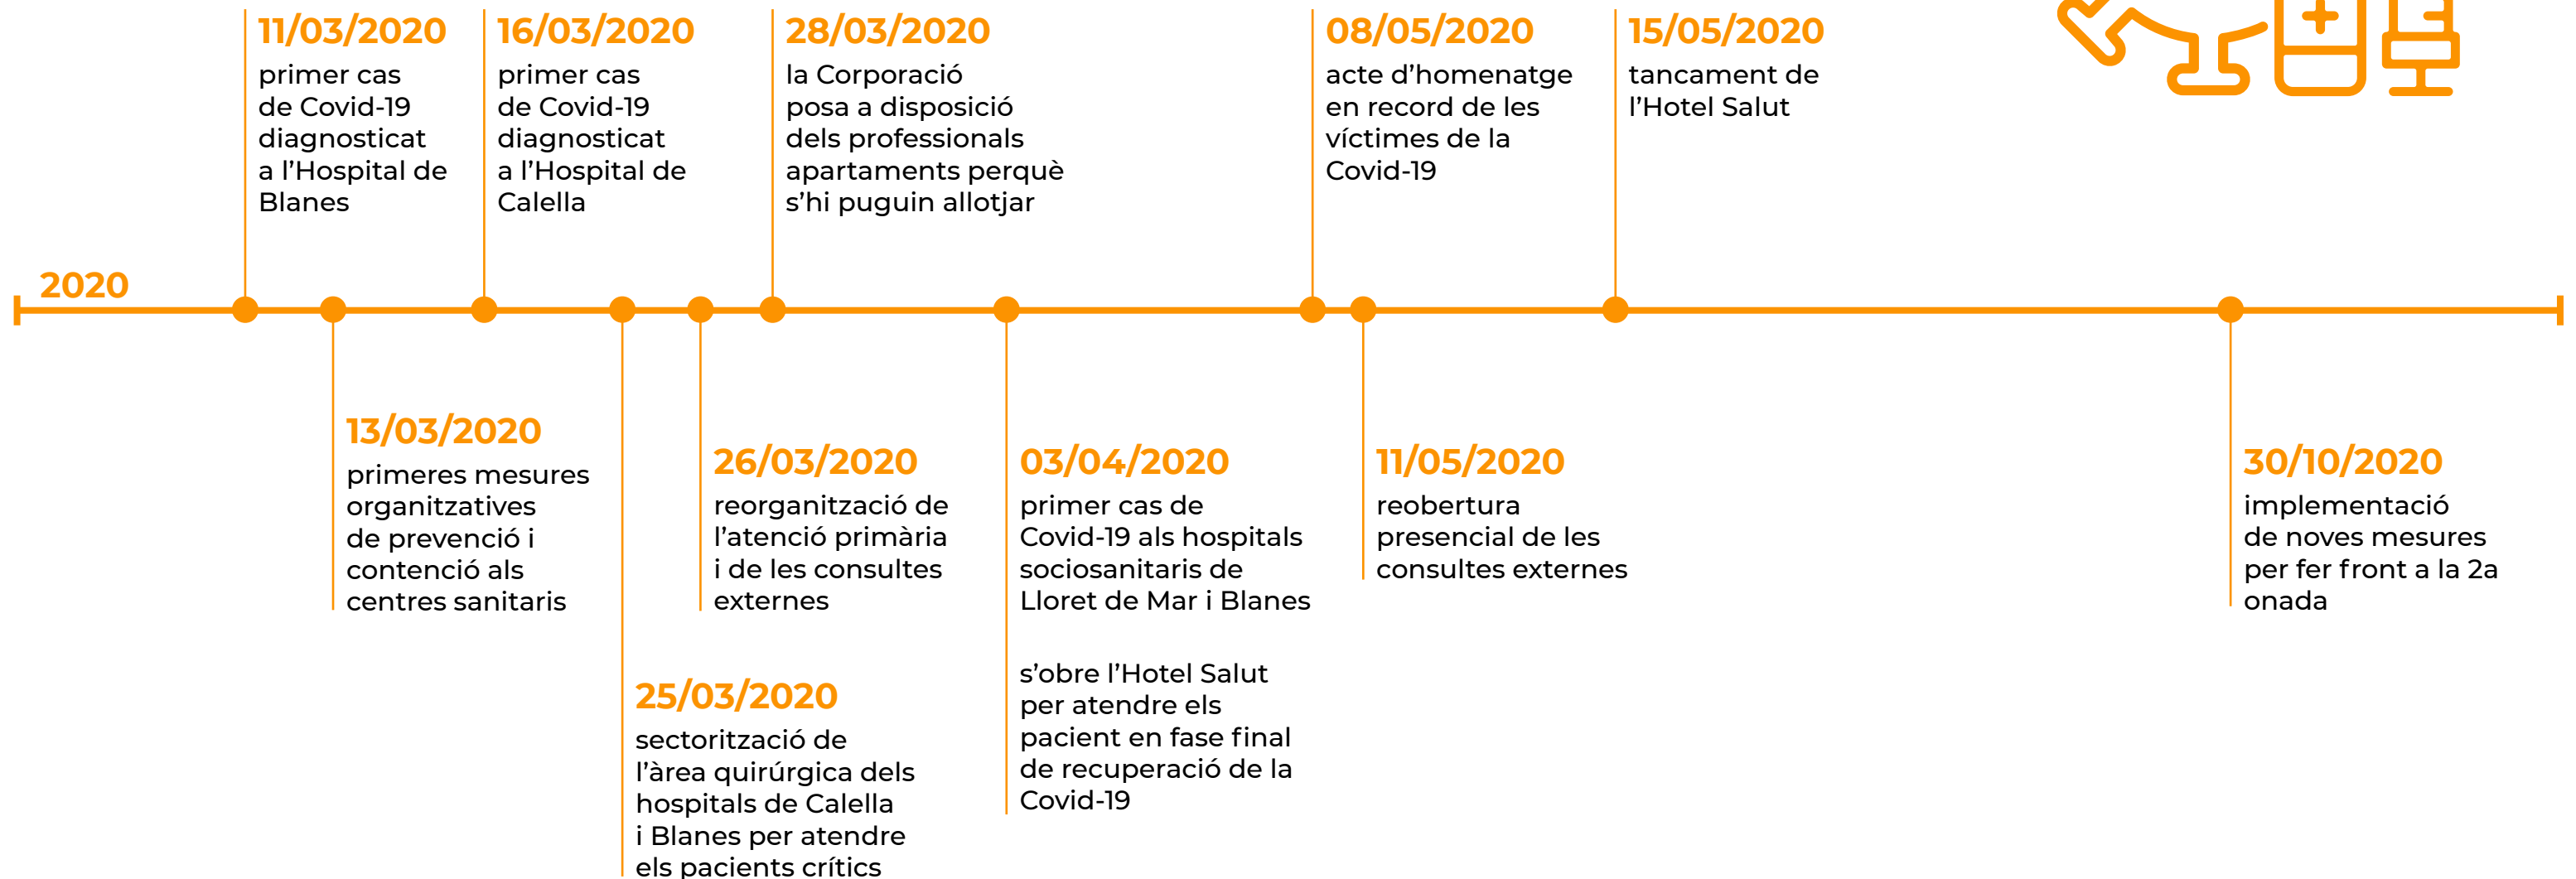 11/03/2020
primer cas
de Covid-19
diagnosticat
a l’Hospital de
Blanes
16/03/2020
primer cas
de Covid-19
diagnosticat
a l’Hospital de
Calella
28/03/2020
la Corporació
posa a disposició
dels professionals
apartaments perquè
s’hi puguin allotjar
08/05/2020
acte d’homenatge
en record de les
víctimes de la
Covid-19
15/05/2020
tancament de
l’Hotel Salut
2020
13/03/2020
primeres mesures
organitzatives
de prevenció i
contenció als
centres sanitaris
25/03/2020
sectorització de
l’àrea quirúrgica dels
hospitals de Calella
i Blanes per atendre
els pacients crítics
26/03/2020
reorganització de
l’atenció primària
i de les consultes
externes
03/04/2020
primer cas de
Covid-19 als hospitals
sociosanitaris de
Lloret de Mar i Blanes
s’obre l’Hotel Salut
per atendre els
pacient en fase final
de recuperació de la
Covid-19
11/05/2020
reobertura
presencial de les
consultes externes
30/10/2020
implementació
de noves mesures
per fer front a la 2a
onada